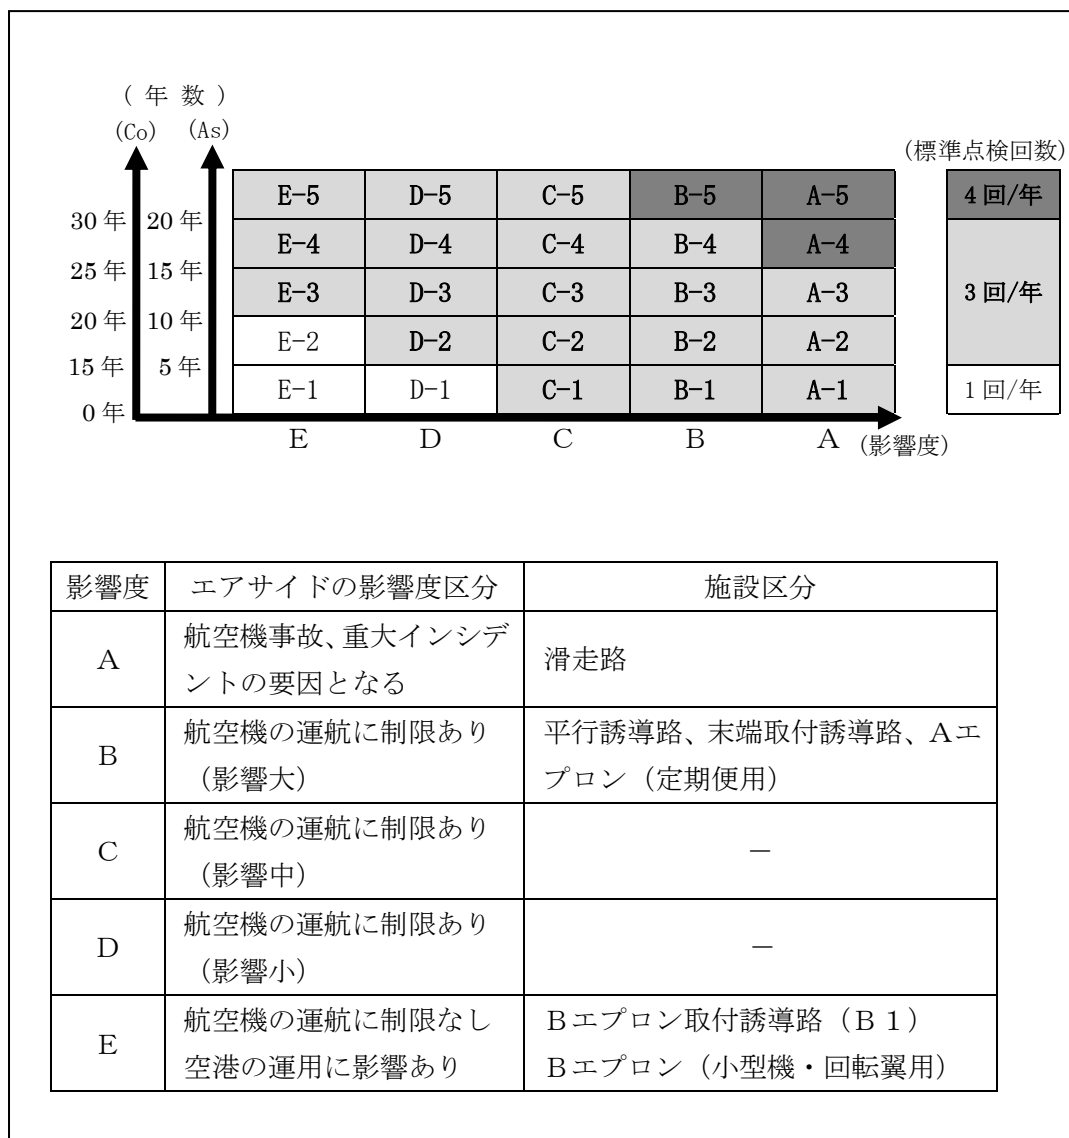 (年数)
(Co) (As)
(標準点検回数)
E-5 D-5 C-5 B-5 A-5 4回/年
30年 20年
E-4 D-4 C-4 B-4 A-4
25年 15年
E-3 D-3 C-3 B-3 A-3 3回/年
20年 10年
E-2 D-2 C-2 B-2 A-2
15年 5年
E-1 D-1 C-1 B-1 A-1 1回/年
0年
E D C B A (影響度)
影響度 エアサイドの影響度区分 施設区分
A
航空機事故、重大インシデ
ントの要因となる
滑走路
B
航空機の運航に制限あり
(影響大)
平行誘導路、末端取付誘導路、Aエ
プロン(定期便用)
C
航空機の運航に制限あり
(影響中)
－
D
航空機の運航に制限あり
(影響小)
－
E
航空機の運航に制限なし
空港の運用に影響あり
Bエプロン取付誘導路(B1)
Bエプロン(小型機・回転翼用)